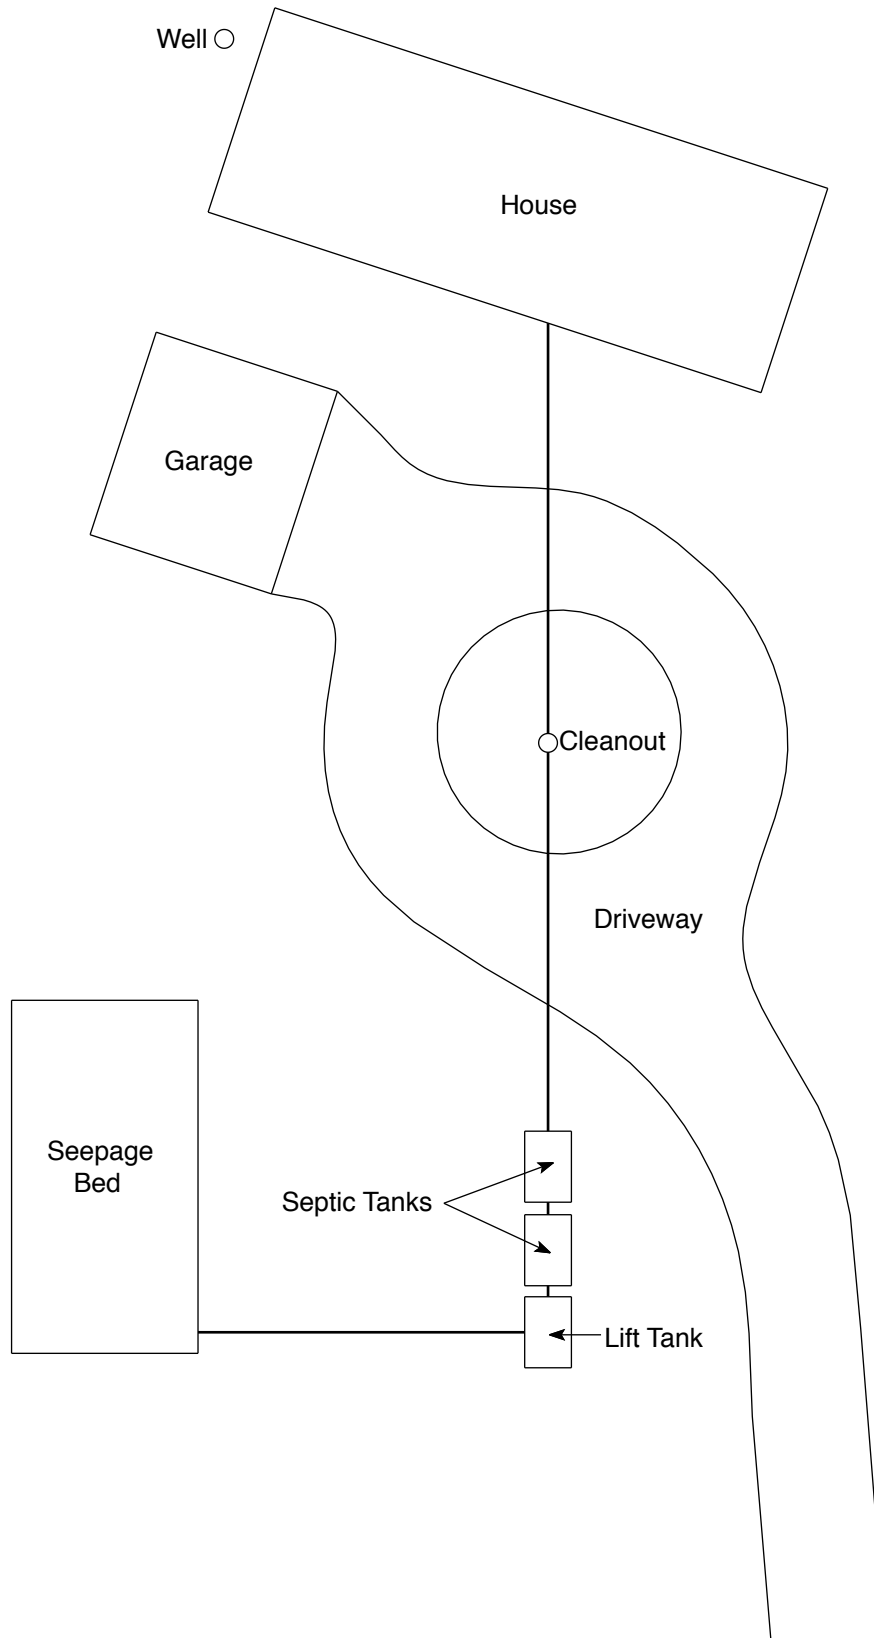 Well
House
Garage
Cleanout
Driveway
Seepage
Bed
Septic Tanks
Lift Tank